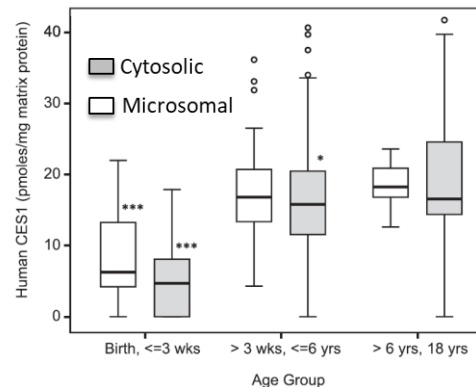 Human CES1 (pmoles/mg matrix protein)
40
30
20
10
0
Cytosolic
Microsomal
***
***
*
Birth, <=3 wks
> 3 wks, <=6 yrs
> 6 yrs, 18 yrs
Age Group